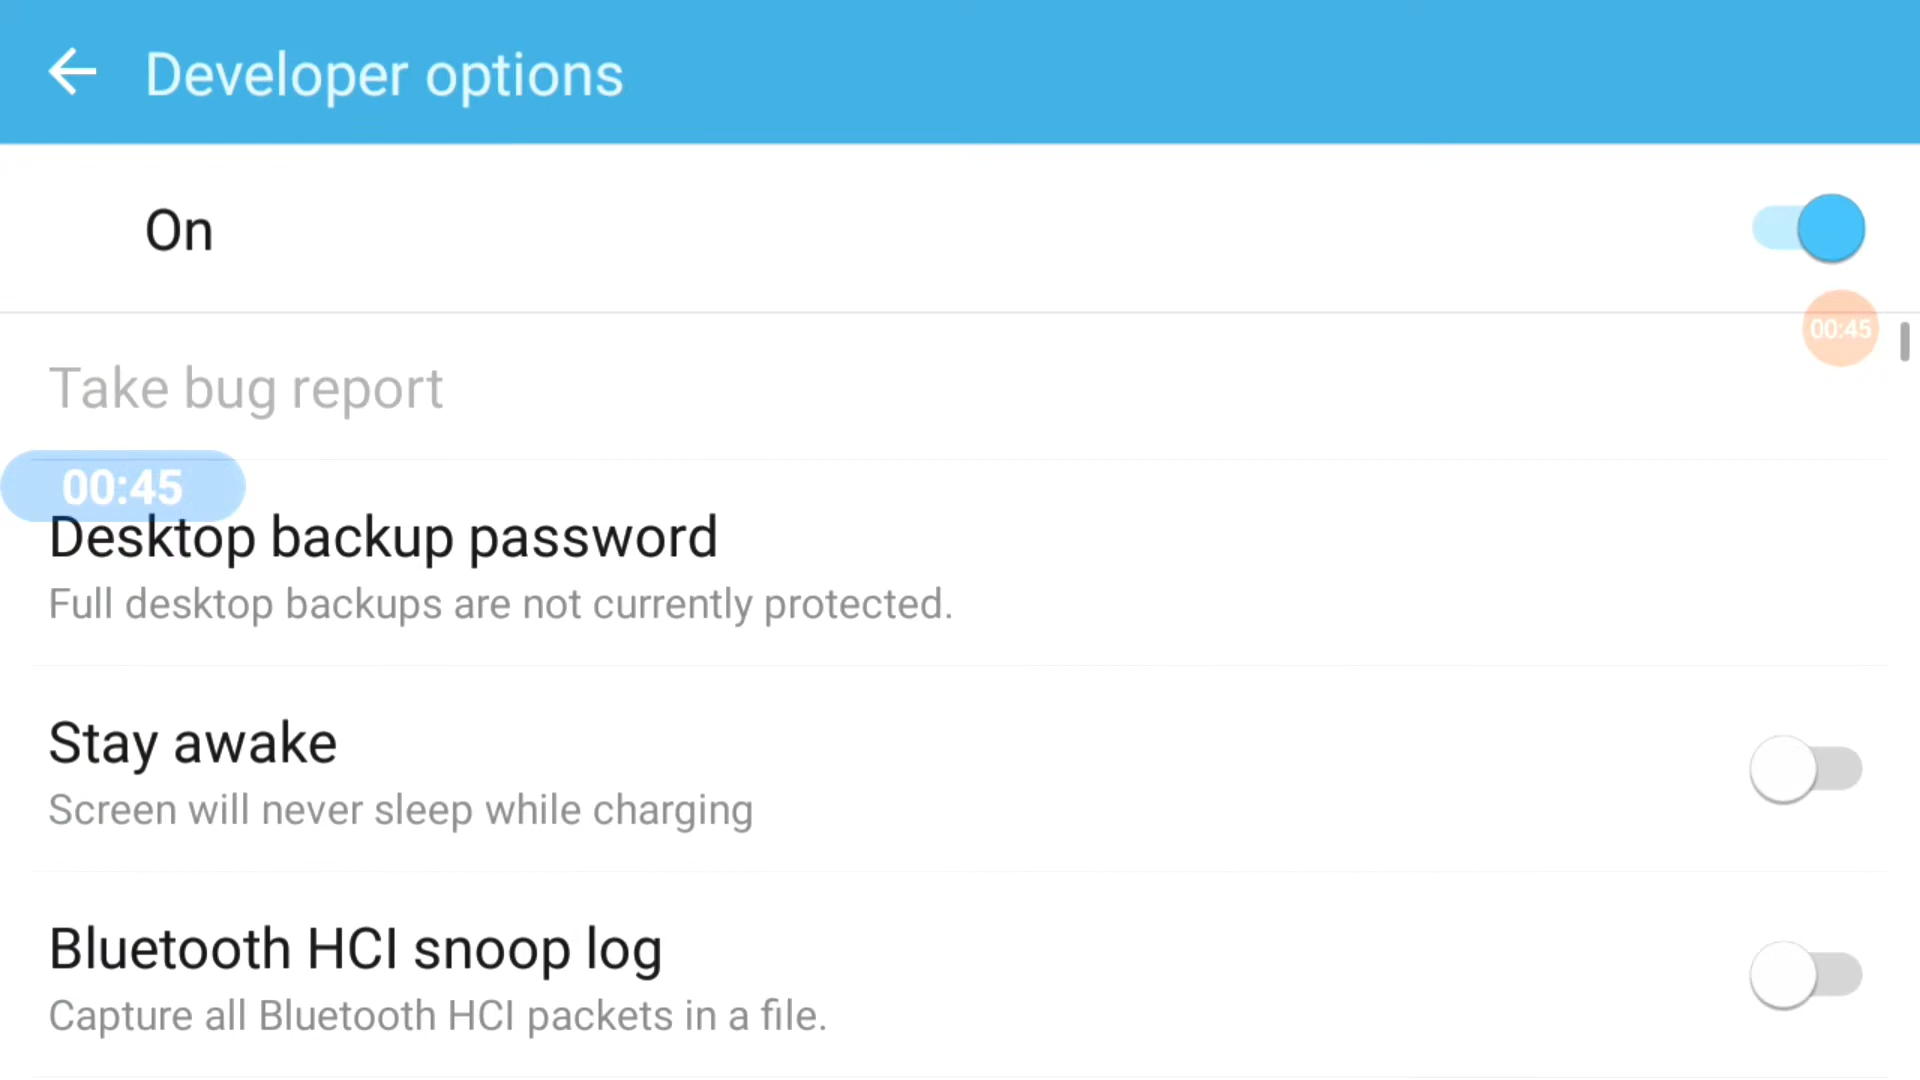 Developer options
On
00:45
Take bug report
00:45
Desktop backup password
Full desktop backups are not currently protected.
Stay awake
Screen will never sleep while charging
Bluetooth HCI snoop log
Capture all Bluetooth HCI packets in a file.